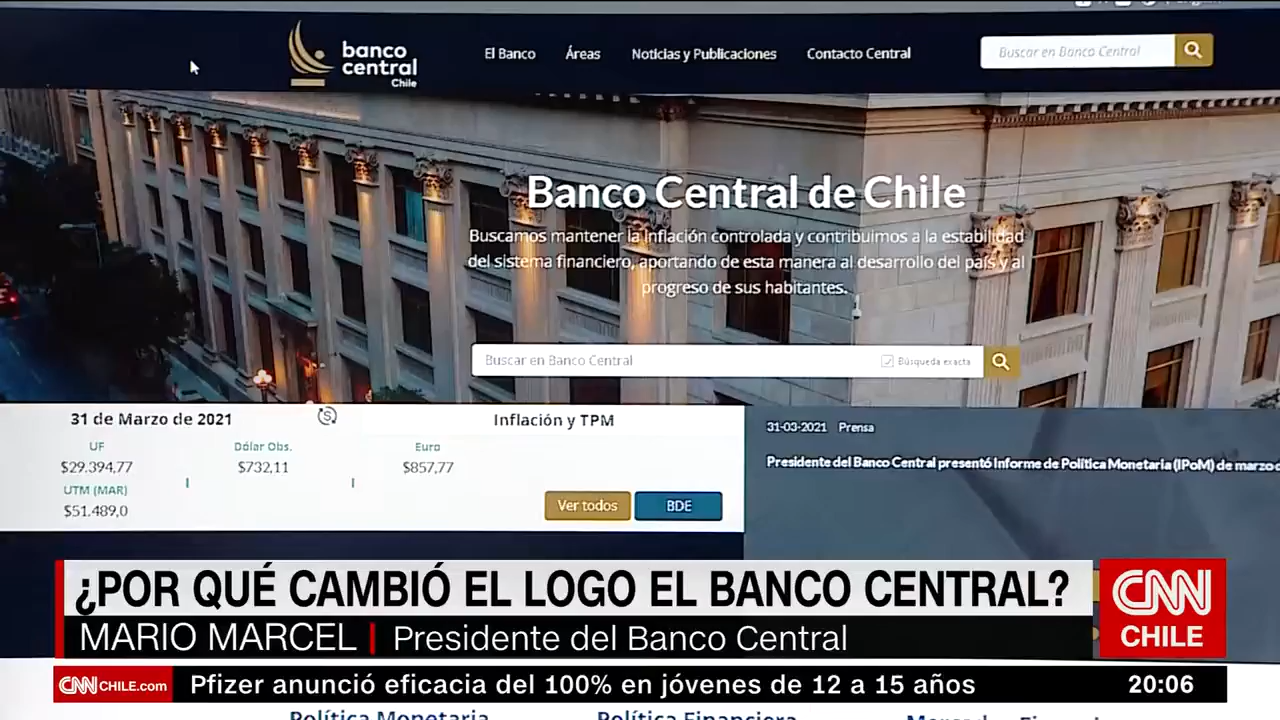 banco
central
Chile
El Banco
Áreas
Noticias y Publicaciones
Contacto Central
Buscar en Banco Central
Banco Central de Chile
Buscamos mantener la inflación controlada y contribuimos a la estabilidad
del sistema financiero, aportando de esta manera al desarrollo del país y al
progreso de sus habitantes.
Buscar en Banco Central
Búsqueda exacta
31 de Marzo de 2021
Inflación y TPM
UF
Dólar Obs.
Euro
$29.394,77
$732,11
$857,77
UTM (MAR)
$51.489,0
Ver todos
BDE
31-03-2021 Prensa
Presidente del Banco Central presentó Informe de Política Monetaria (IPoM) de marzo
¿POR QUÉ CAMBIÓ EL LOGO EL BANCO CENTRAL?
MARIO MARCEL | Presidente del Banco Central
CNN
CHILE
CNNCHILE.com
Pfizer anunció eficacia del 100% en jóvenes de 12 a 15 años
20:06
Política Monetaria
Política Financiera